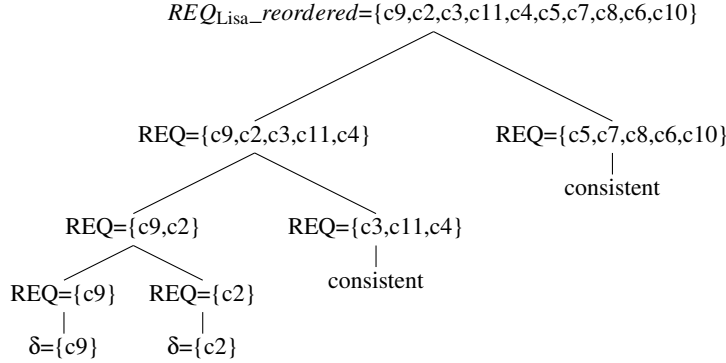 REQLisa_reordered={c9,c2,c3,c11,c4,c5,c7,c8,c6,c10}
REQ={c9,c2,c3,c11,c4} REQ={c5,c7,c8,c6,c10}
consistent
REQ={c9,c2} REQ={c3,c11,c4}
consistent
REQ={c9} REQ={c2}
δ={c9} δ={c2}